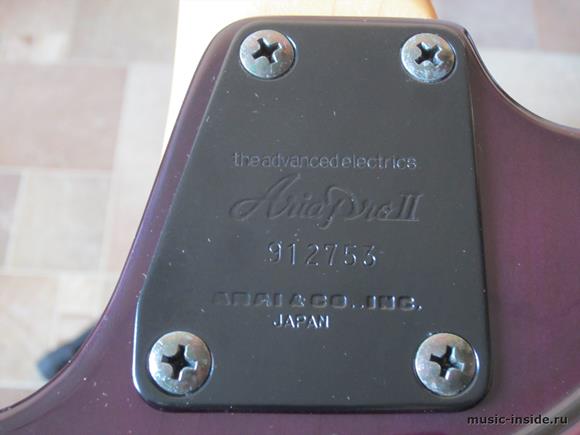 the advanced electrics
Aria Pro II
912753
ARAI & CO., INC.
JAPAN
music-inside.ru